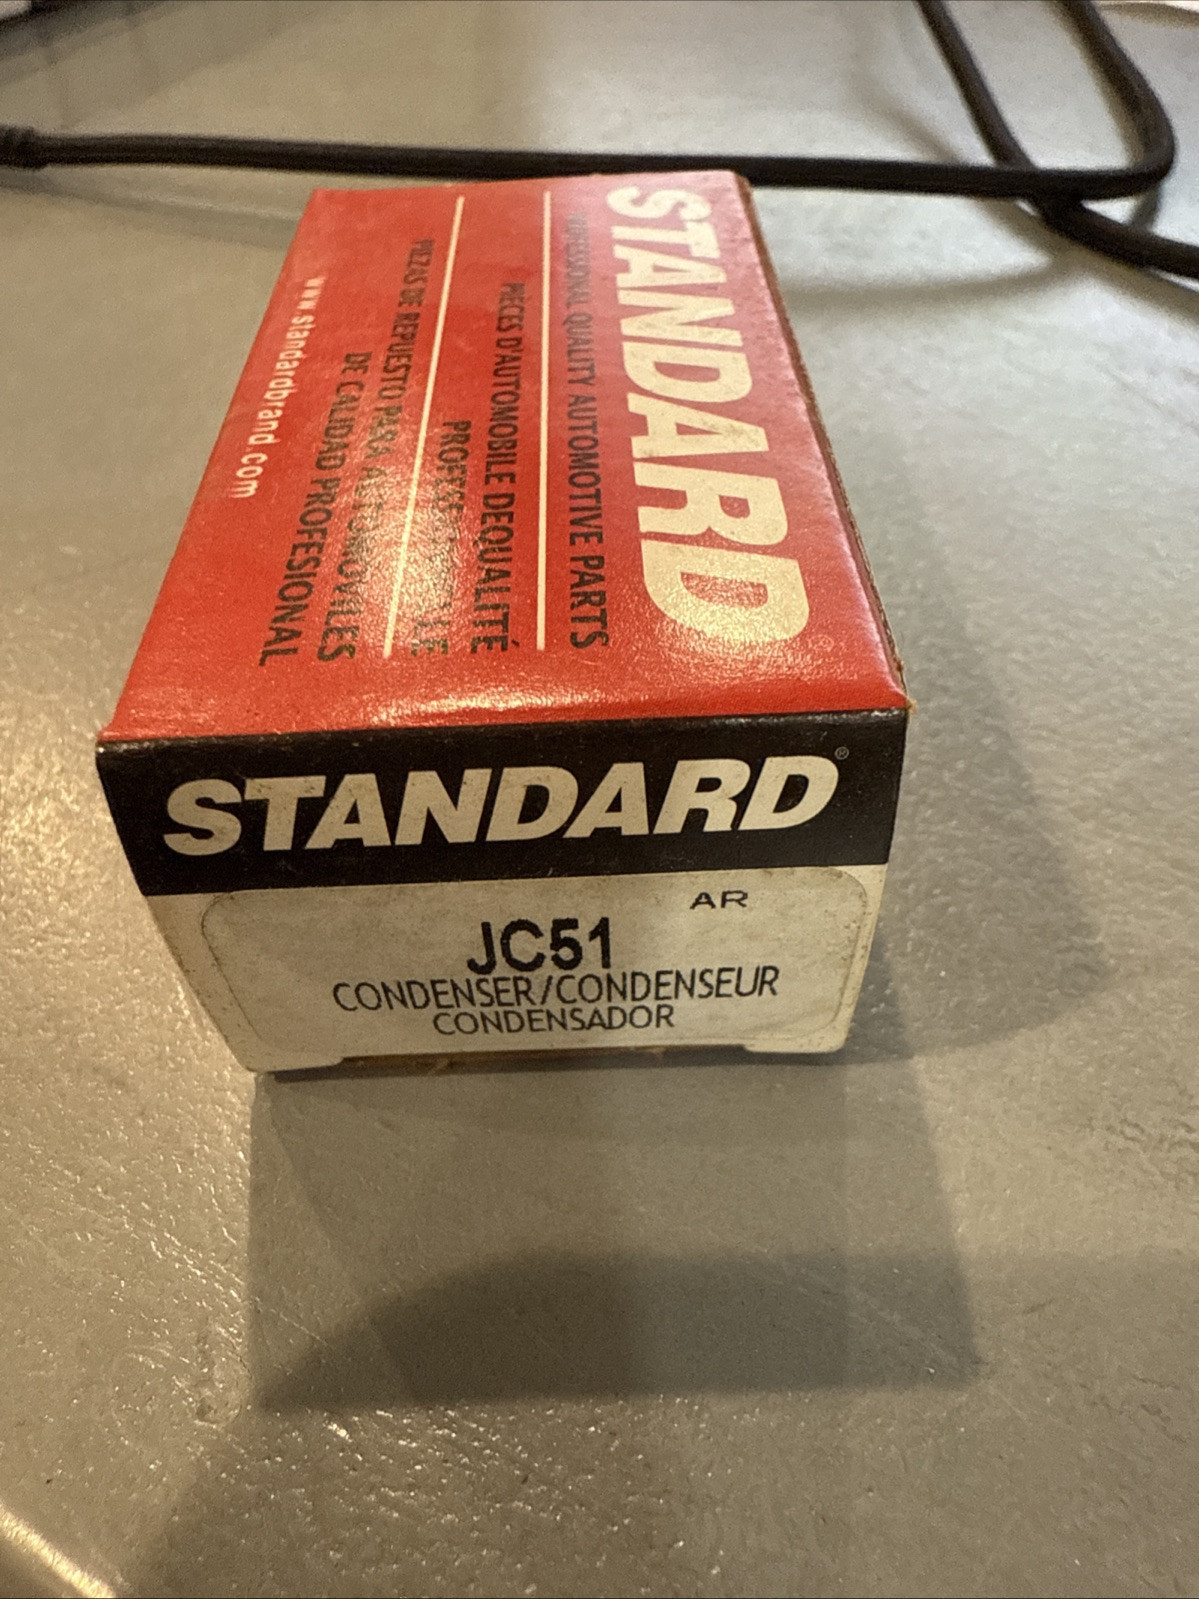 STANDARD®
PROFESSIONAL QUALITY AUTOMOTIVE PARTS
PIÈCES D'AUTOMOBILE DEQUALITÉ
PROFESSIONNELLE
PIEZAS DE REPUESTO PARA AUTOMOVILES
DE CALIDAD PROFESIONAL
www.standardbrand.com
STANDARD®
AR
JC51
CONDENSER/CONDENSEUR
CONDENSADOR